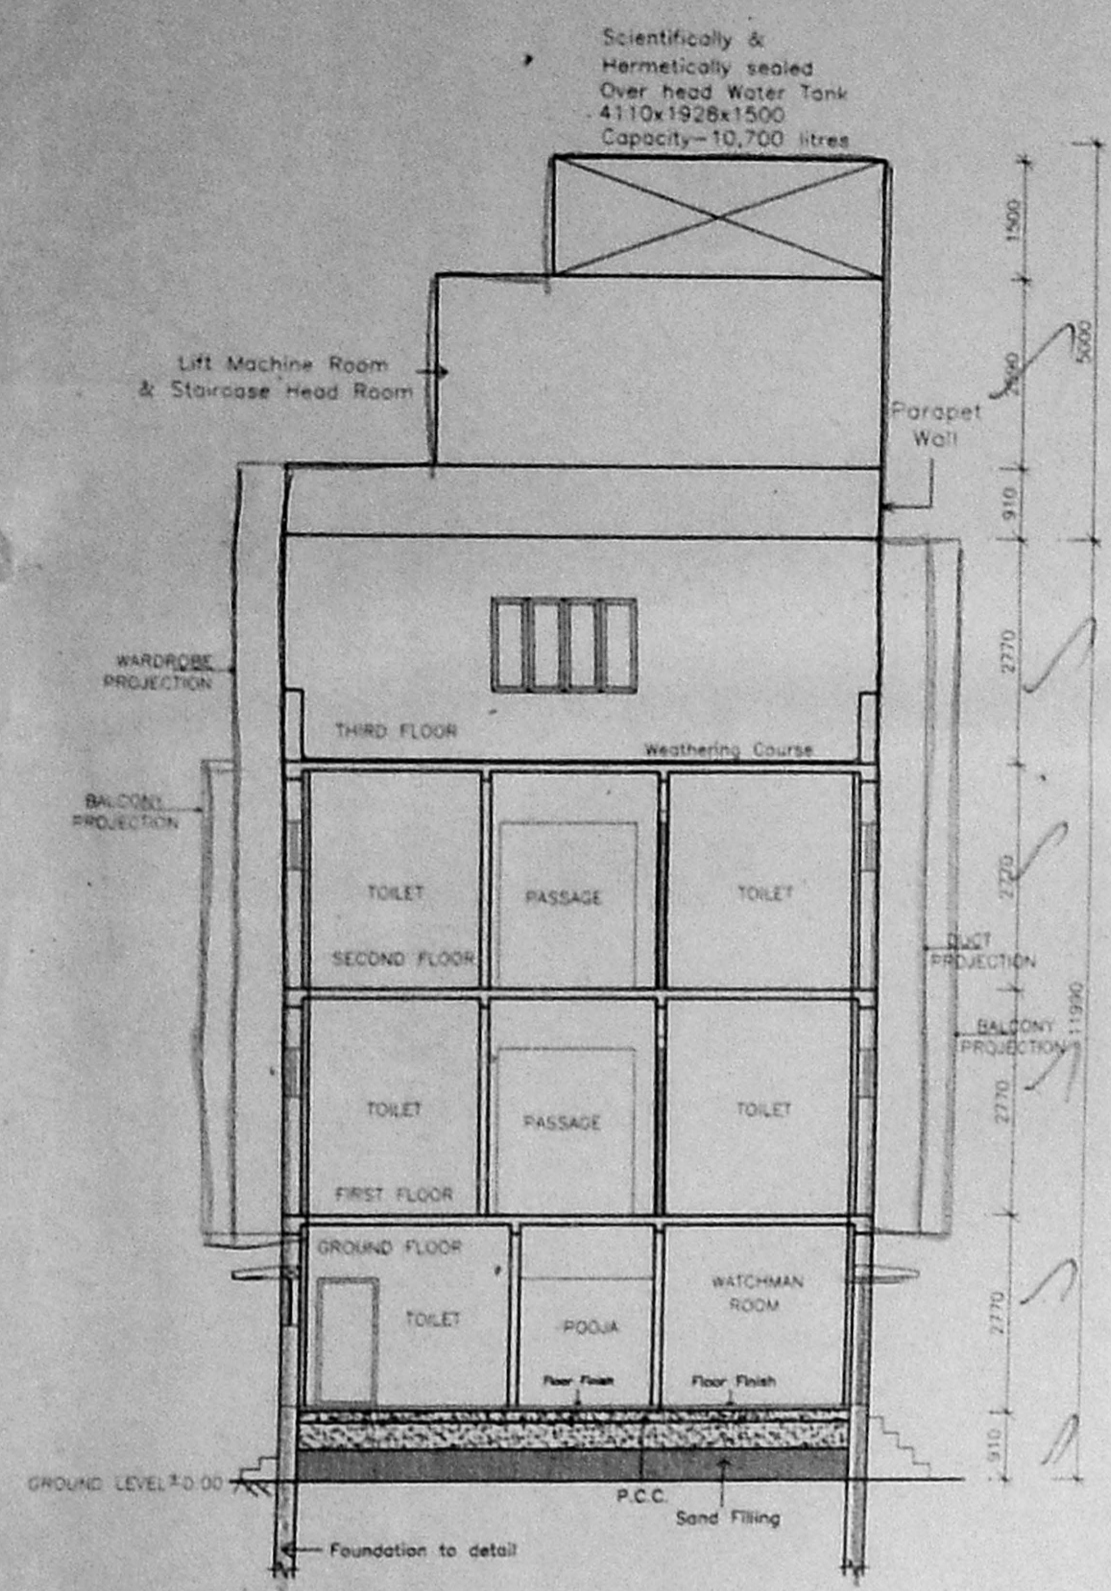 Scientifically &
Hermetically sealed
Over head Water Tank
4110x1928x1500
Capacity-10,700 litres
1500
5000
Lift Machine Room
& Staircase Head Room
Parapet
Wall
910
2770
WARDROBE
PROJECTION
THIRD FLOOR
Weathering Course
BALCONY
PROJECTION
2770
TOILET
PASSAGE
TOILET
SECOND FLOOR
DUCT
PROJECTION
11990
BALCONY
PROJECTION
2770
TOILET
PASSAGE
TOILET
FIRST FLOOR
GROUND FLOOR
WATCHMAN
ROOM
2770
TOILET
POOJA
Floor Finish
Floor Finish
910
GROUND LEVEL±0.00
P.C.C.
Sand Filling
Foundation to detail